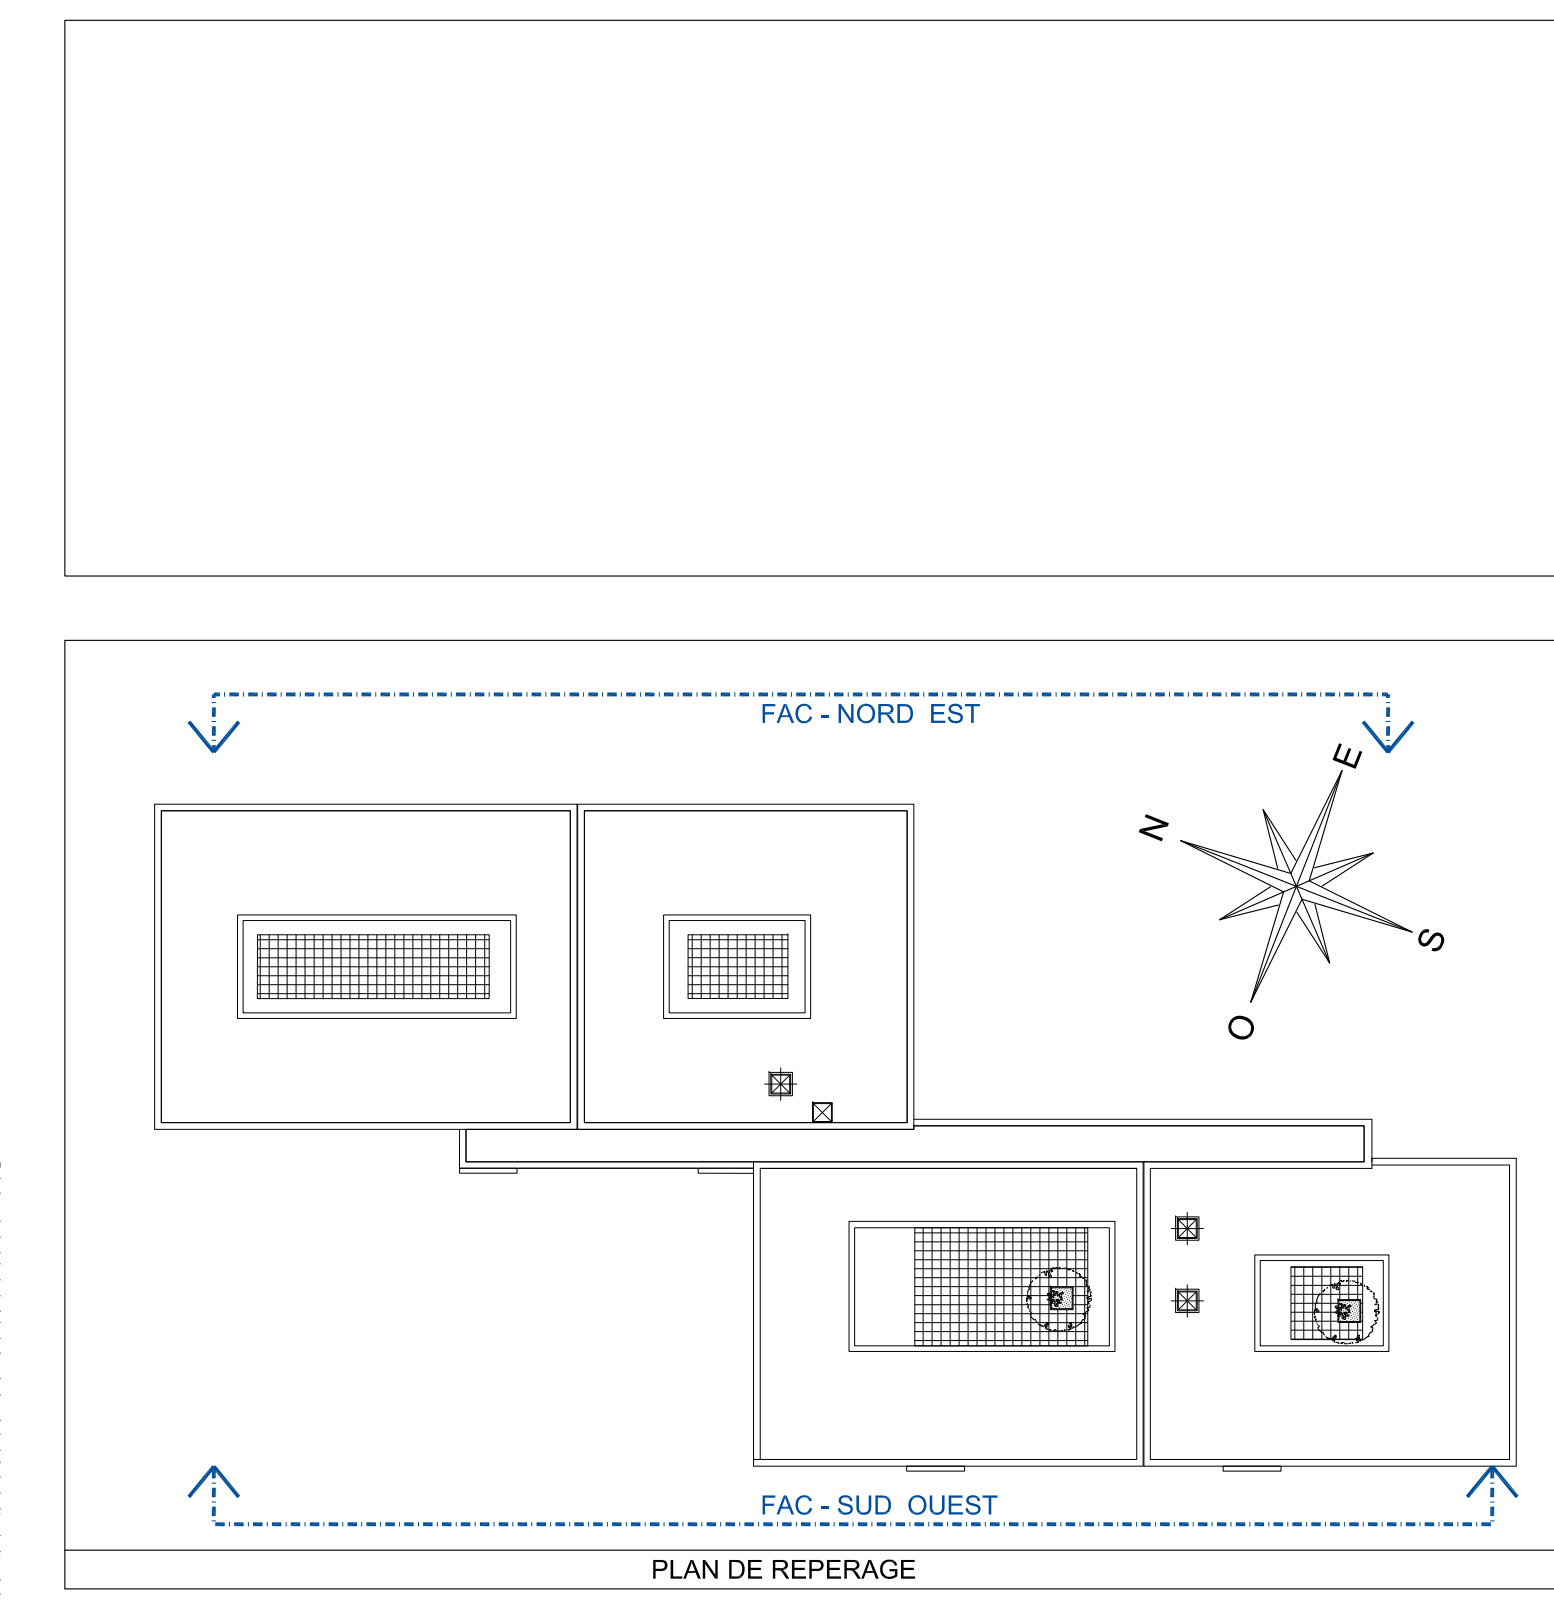 FAC - NORD EST
E
N
S
O
FAC - SUD OUEST
PLAN DE REPERAGE